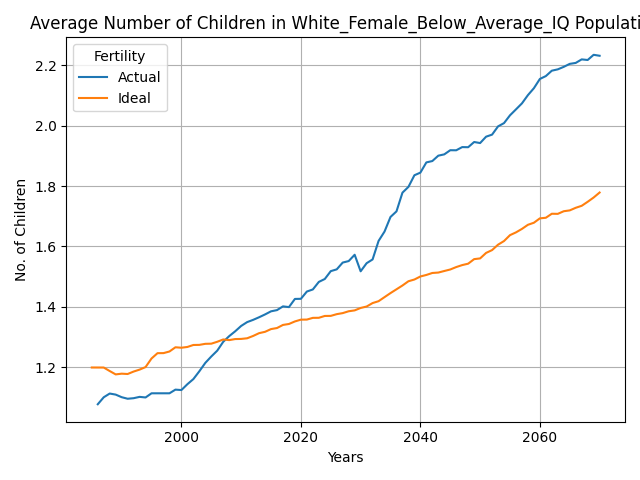 Average Number of Children in White_Female_Below_Average_IQ Populati
Fertility
Actual
Ideal
2.2
2.0
1.8
1.6
1.4
1.2
No. of Children
2000 2020 2040 2060
Years